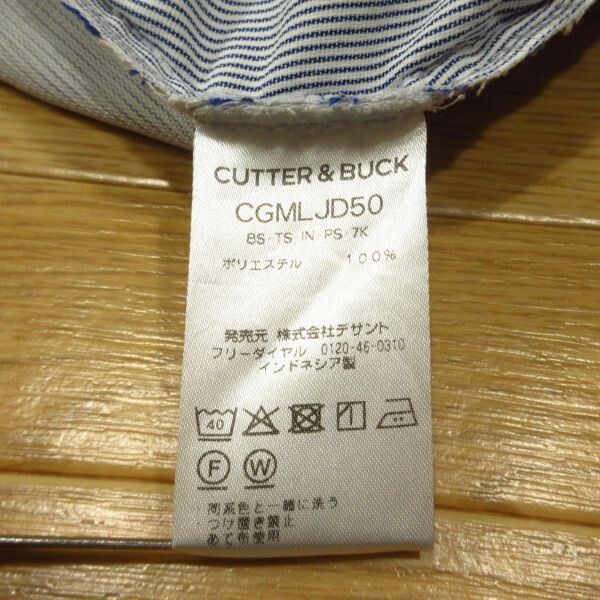 CUTTER & BUCK
CGMLJD50
BS・TS・IN・PS・7K
ポリエステル 100%
発売元 株式会社デサント
フリーダイヤル 0120-46-0310
インドネシア製
40
F W
同系色と一緒に洗う
つけ置き禁止
あて布使用